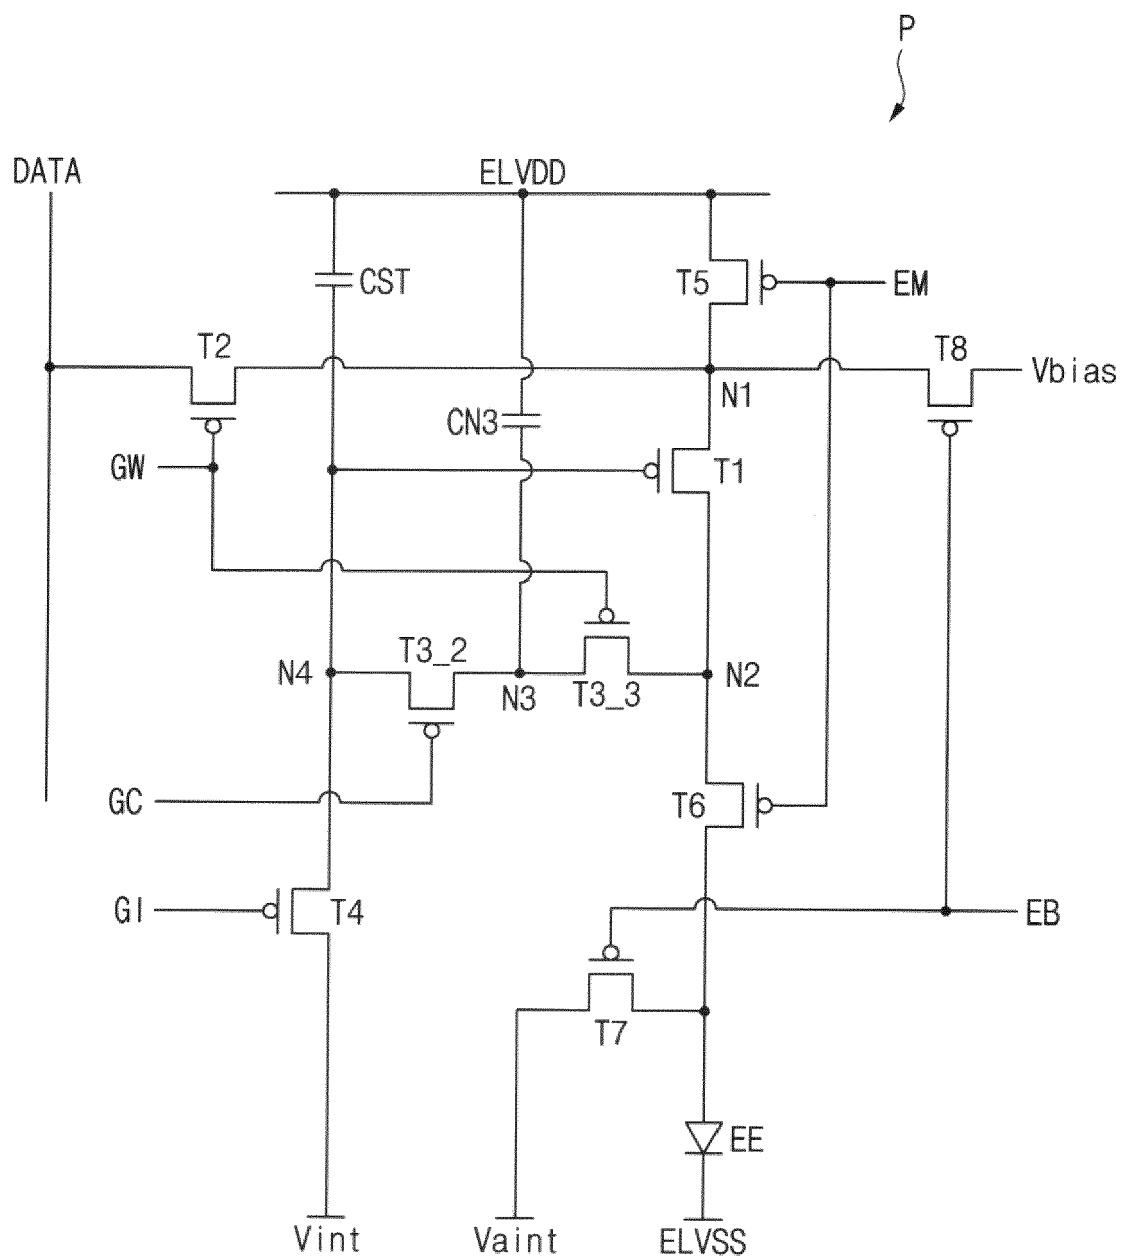 P
DATA
ELVDD
CST
T5
EM
T2
T8
Vbias
N1
CN3
GW
T1
T3_2
N4
N3
T3_3
N2
GC
T6
GI
T4
EB
T7
EE
Vint
Vaint
ELVSS